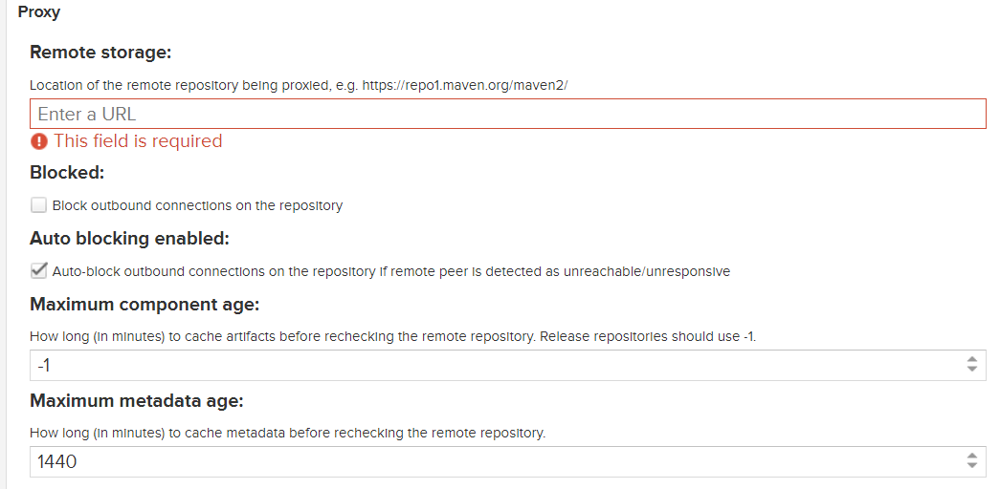 Proxy
Remote storage:
Location of the remote repository being proxied, e.g. https://repo1.maven.org/maven2/
Enter a URL
This field is required
Blocked:
Block outbound connections on the repository
Auto blocking enabled:
Auto-block outbound connections on the repository if remote peer is detected as unreachable/unresponsive
Maximum component age:
How long (in minutes) to cache artifacts before rechecking the remote repository. Release repositories should use -1.
-1
Maximum metadata age:
How long (in minutes) to cache metadata before rechecking the remote repository.
1440